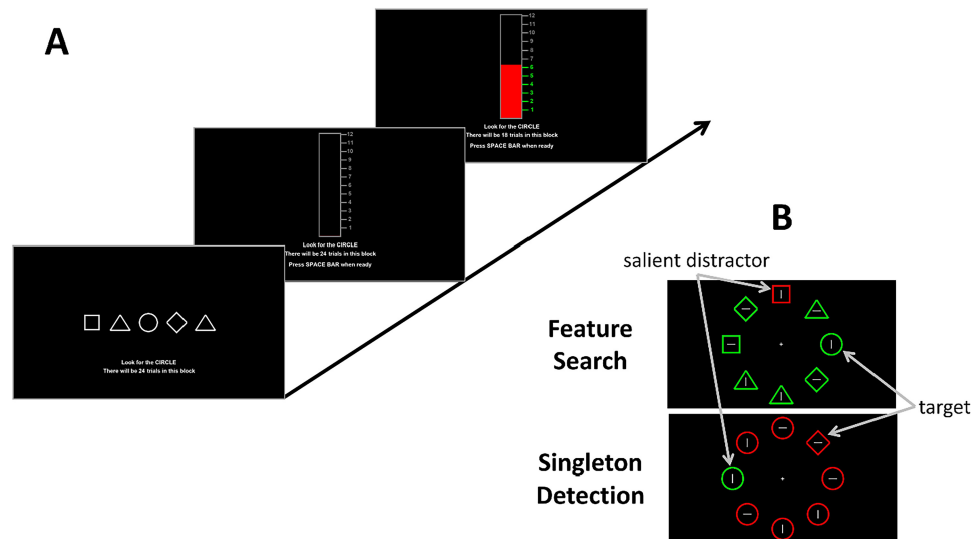 A
12
11
10
9
8
7
6
5
4
3
2
1
Look for the CIRCLE
There will be 18 trials in this block
Press SPACE BAR when ready
12
11
10
9
8
7
6
5
4
3
2
1
Look for the CIRCLE
There will be 24 trials in this block
Press SPACE BAR when ready
Look for the CIRCLE
There will be 24 trials in this block
B
salient distractor
Feature
Search
target
Singleton
Detection